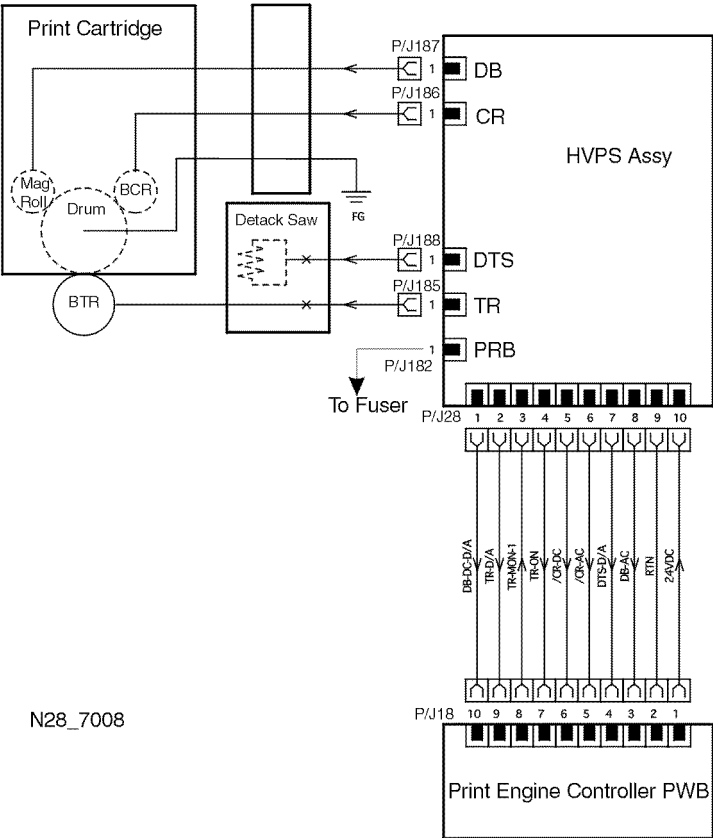 Print Cartridge
P/J187
1
DB
P/J186
1
CR
HVPS Assy
Mag
Roll
BCR
Drum
FG
Detack Saw
P/J188
1
DTS
P/J185
1
TR
BTR
1
PRB
P/J182
To Fuser
P/J28
1 2 3 4 5 6 7 8 9 10
DB-DC-D/A
TR-D/A
TR-MON-1
TR-ON
/CR-DC
/CR-AC
DTS-D/A
DB-AC
RTN
24VDC
N28_7008
P/J18
10 9 8 7 6 5 4 3 2 1
Print Engine Controller PWB